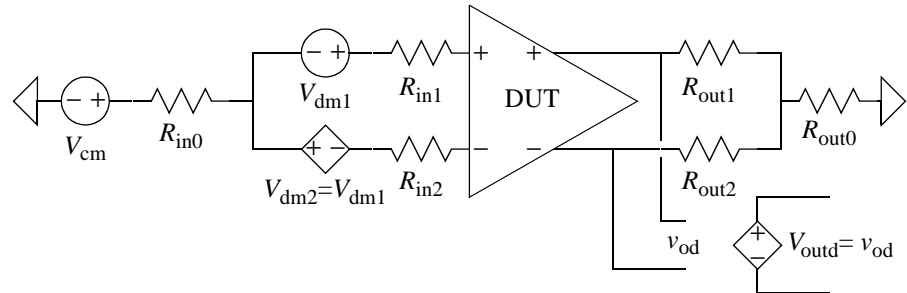 − +
V_cm
R_in0
− +
V_dm1
R_in1
+ −
V_dm2=V_dm1
R_in2
+ +
DUT
− −
R_out1
R_out2
R_out0
v_od
+
−
V_outd= v_od